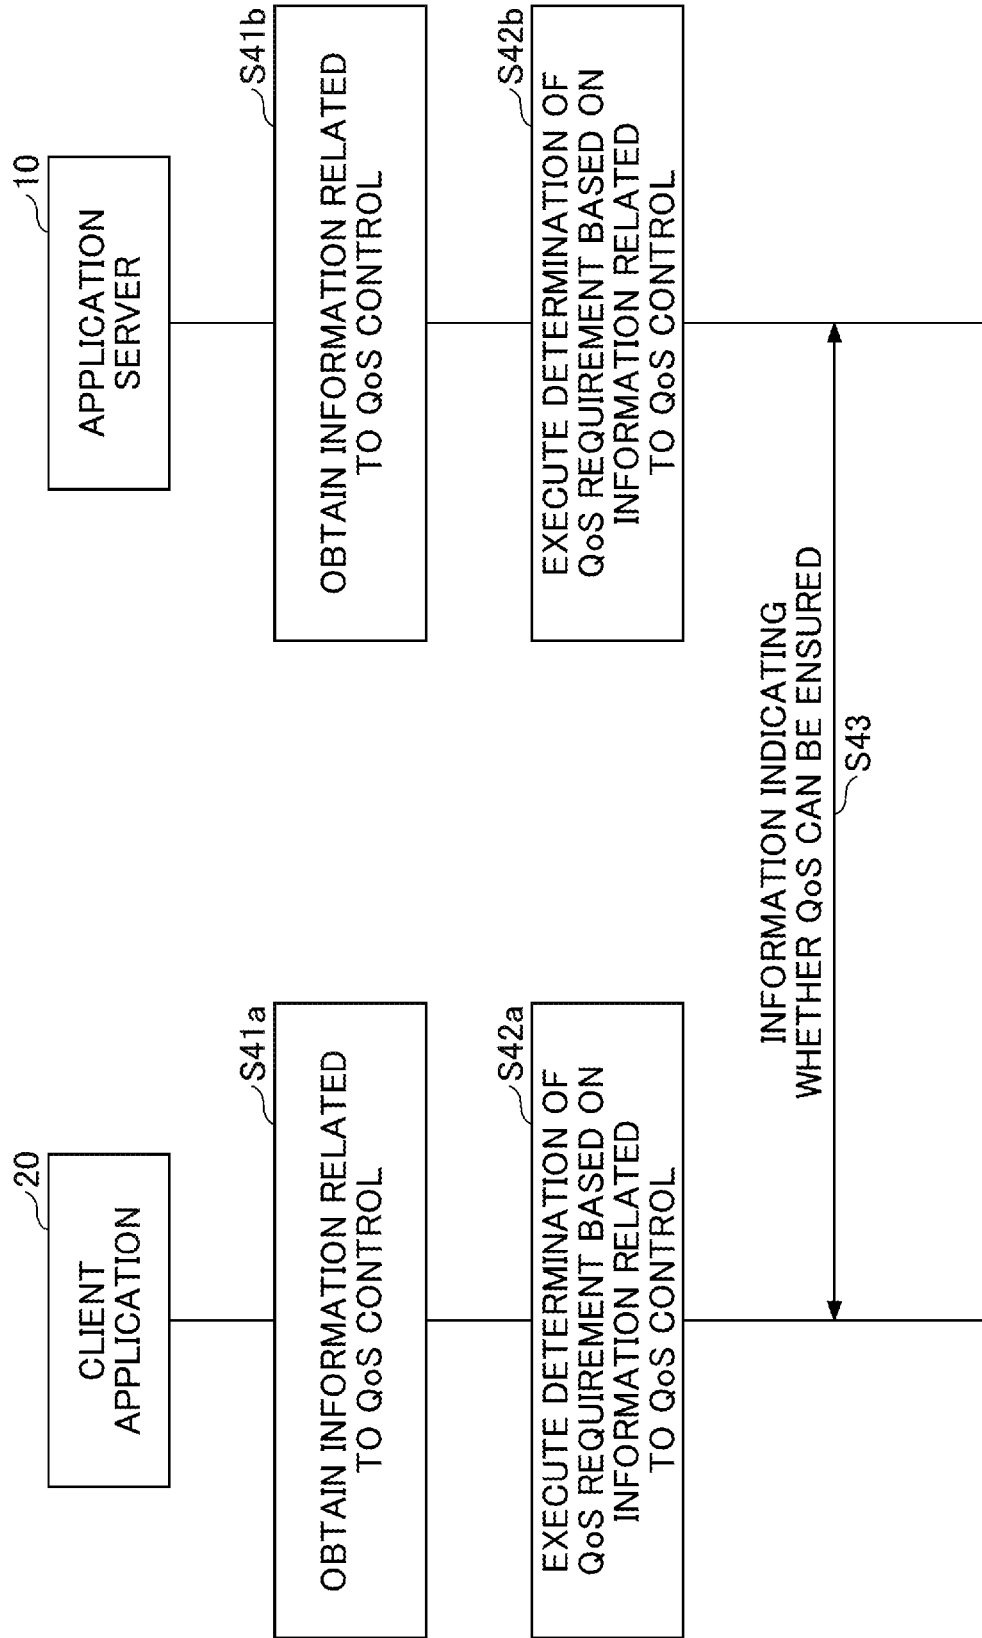 20
CLIENT
APPLICATION
10
APPLICATION
SERVER
S41a
OBTAIN INFORMATION RELATED
TO QoS CONTROL
S41b
OBTAIN INFORMATION RELATED
TO QoS CONTROL
S42a
EXECUTE DETERMINATION OF
QoS REQUIREMENT BASED ON
INFORMATION RELATED
TO QoS CONTROL
S42b
EXECUTE DETERMINATION OF
QoS REQUIREMENT BASED ON
INFORMATION RELATED
TO QoS CONTROL
INFORMATION INDICATING
WHETHER QoS CAN BE ENSURED
S43